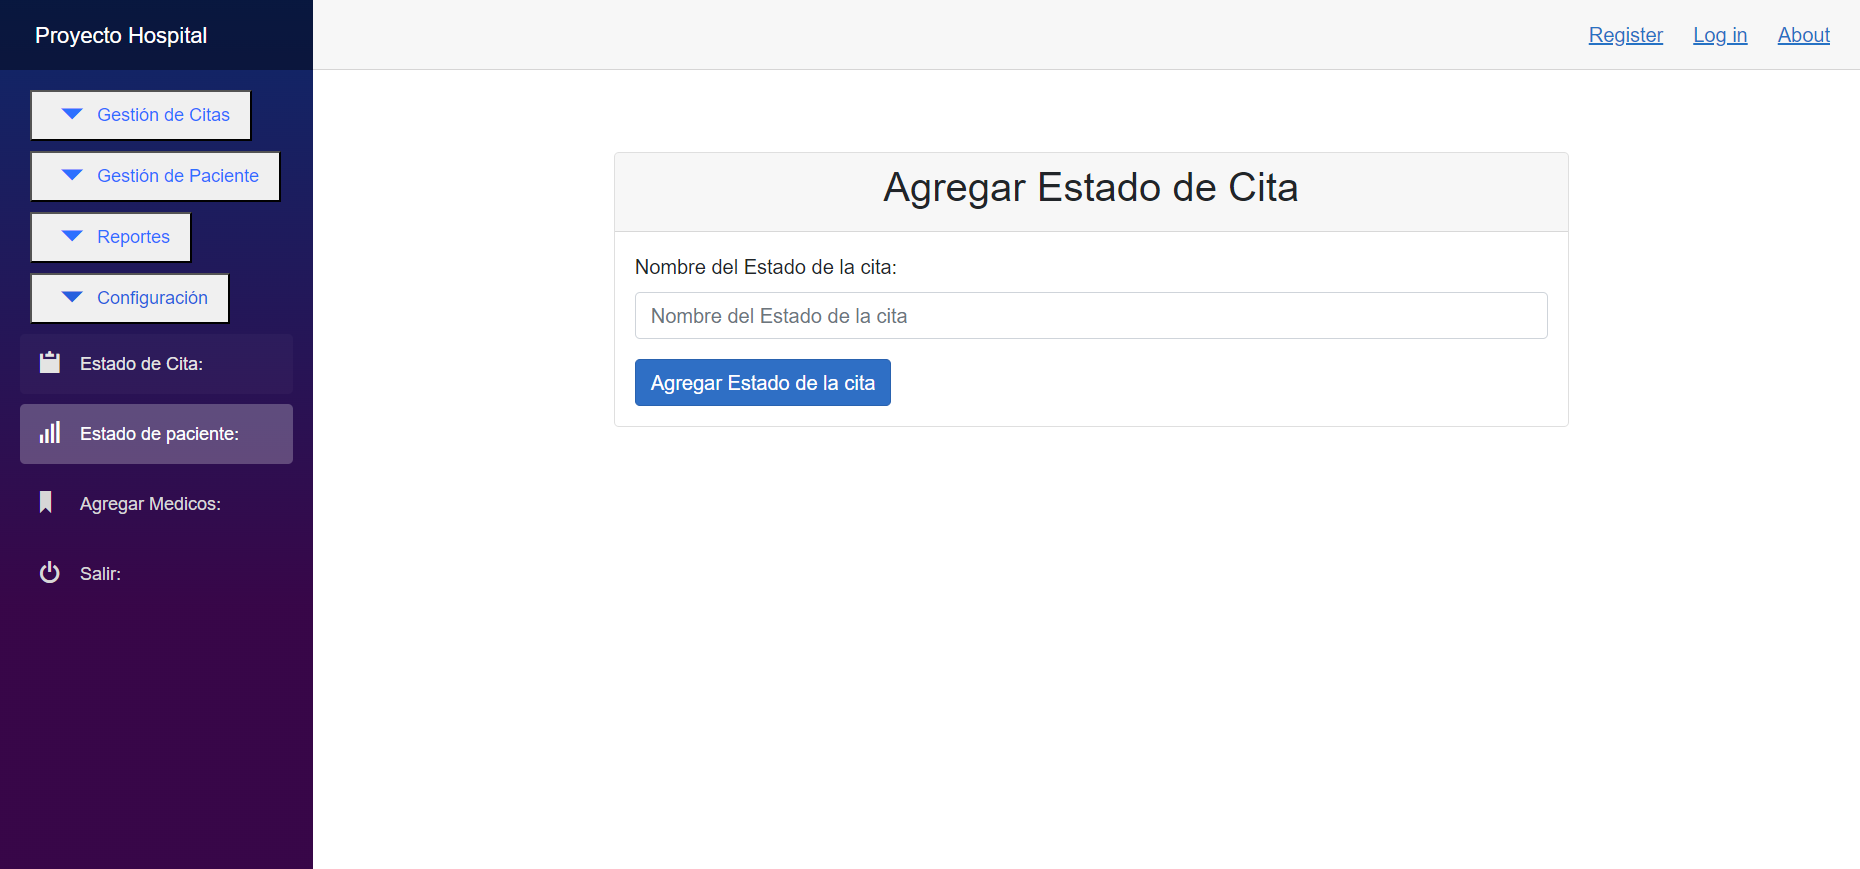 Proyecto Hospital
Register Log in About
Gestión de Citas
Gestión de Paciente
Reportes
Configuración
Estado de Cita:
Estado de paciente:
Agregar Medicos:
Salir:
Agregar Estado de Cita
Nombre del Estado de la cita:
Nombre del Estado de la cita
Agregar Estado de la cita